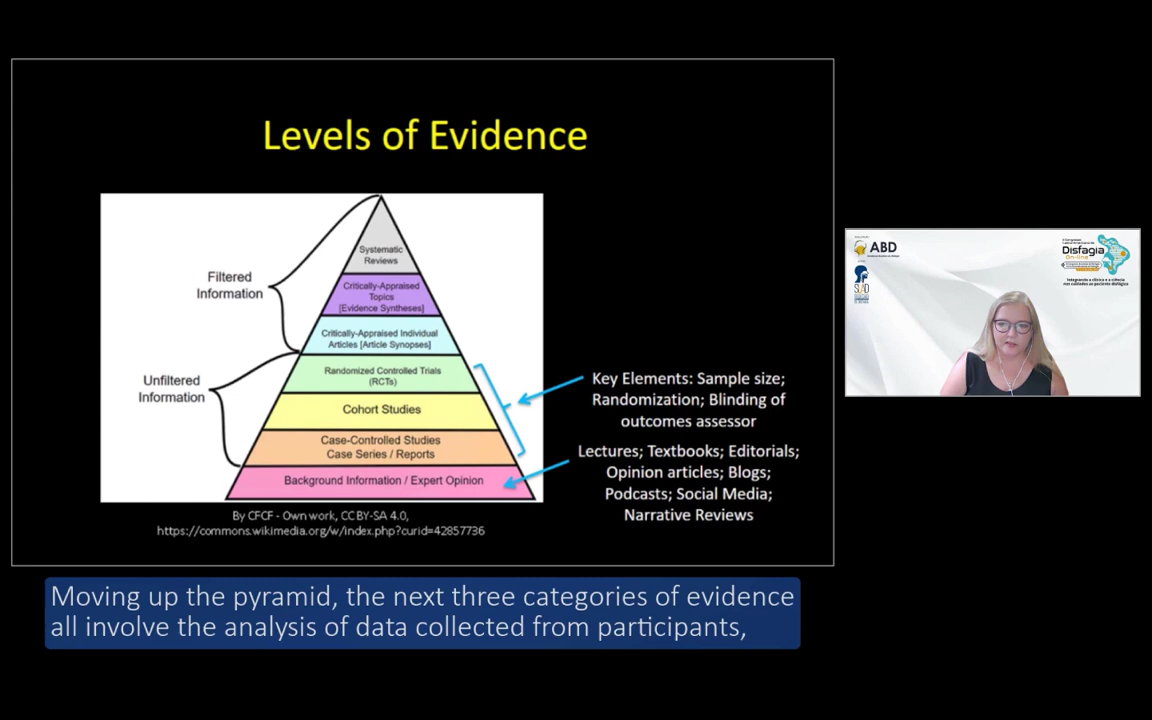 Levels of Evidence
Systematic
Reviews
Critically-Appraised
Topics
[Evidence Syntheses]
Critically-Appraised Individual
Articles [Article Synopses]
Randomized Controlled Trials
(RCTs)
Cohort Studies
Case-Controlled Studies
Case Series / Reports
Background Information / Expert Opinion
Filtered
Information
Unfiltered
Information
Key Elements: Sample size;
Randomization; Blinding of
outcomes assessor
Lectures; Textbooks; Editorials;
Opinion articles; Blogs;
Podcasts; Social Media;
Narrative Reviews
By CFCF - Own work, CC BY-SA 4.0,
https://commons.wikimedia.org/w/index.php?curid=42857736
Moving up the pyramid, the next three categories of evidence
all involve the analysis of data collected from participants,
ABD
SLAD
Disfagia
On-line
Integrando a clínica e a ciência
nos cuidados ao paciente disfágico